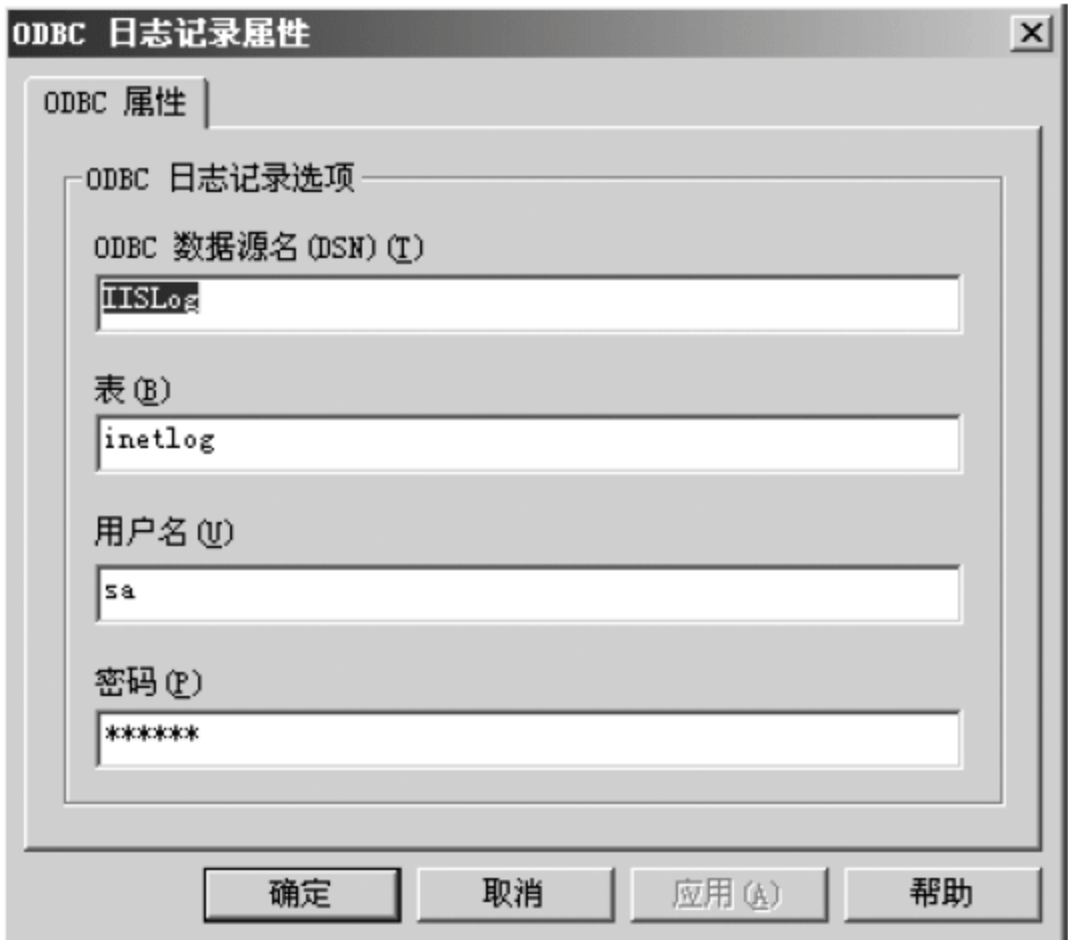 ODBC 日志记录属性
ODBC 属性
ODBC 日志记录选项
ODBC 数据源名(DSN)(T)
IISLog
表(B)
inetlog
用户名(U)
sa
密码(P)
******
确定 取消 应用(A) 帮助